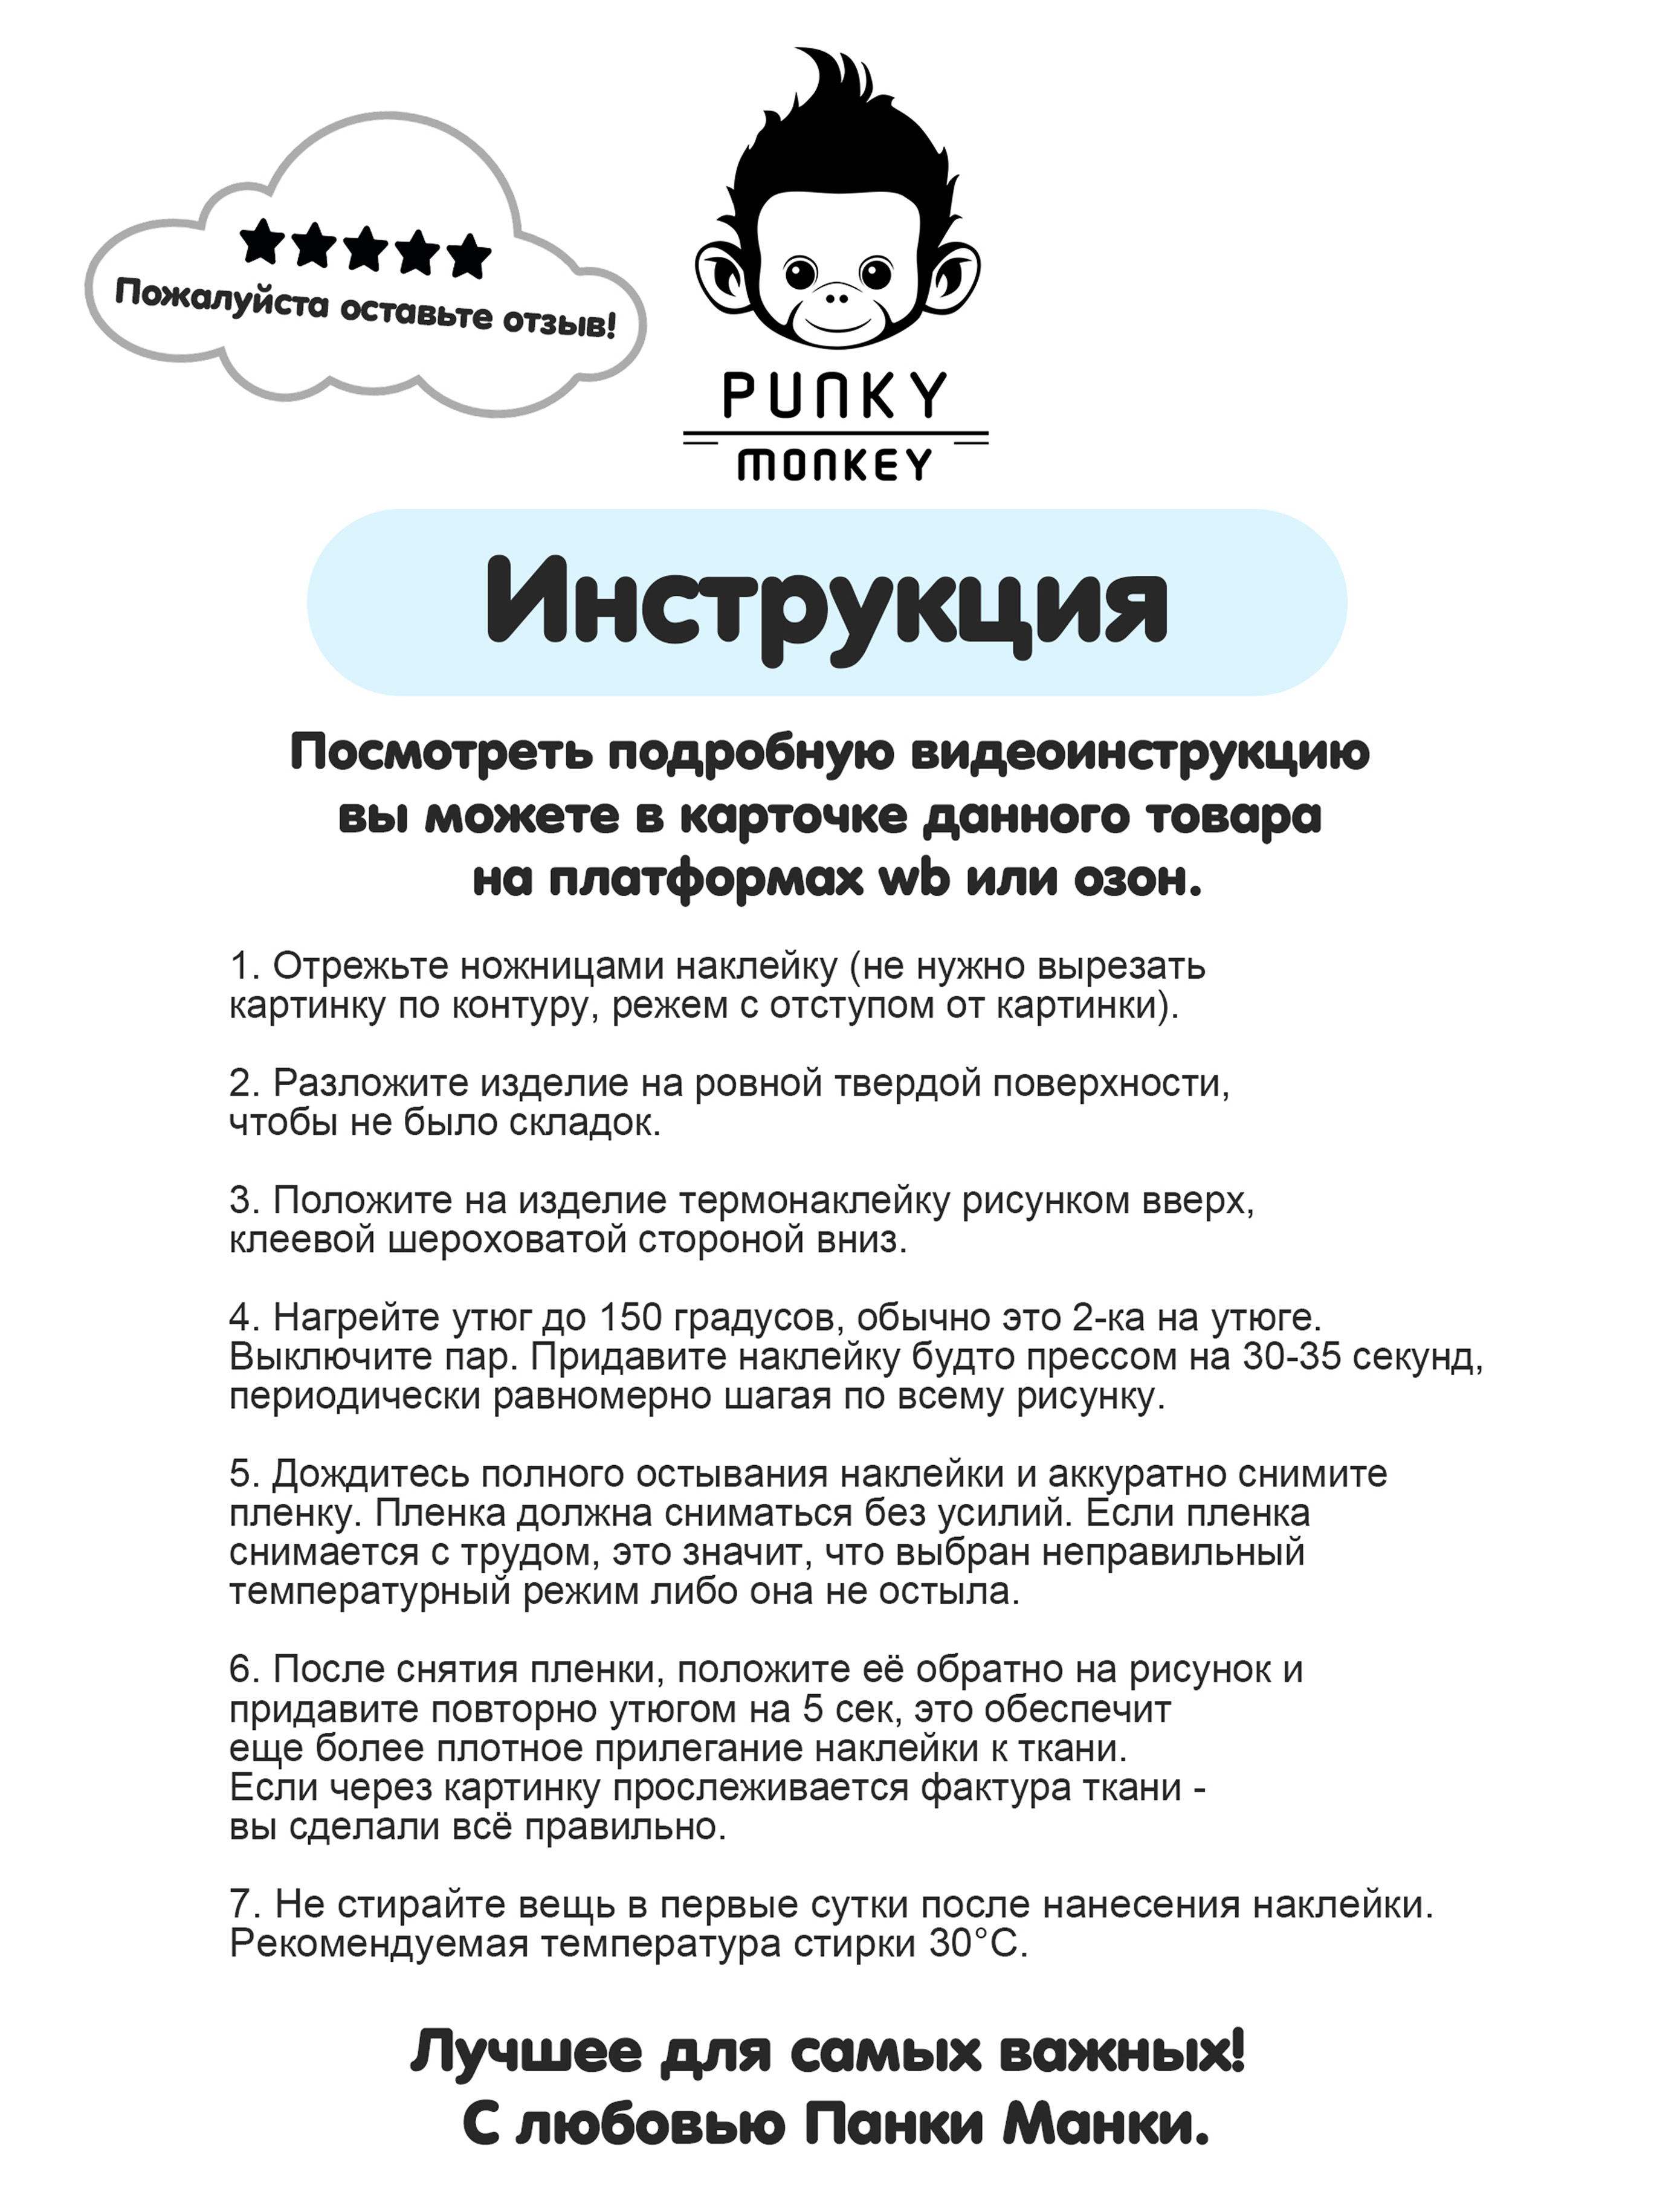 Пожалуйста оставьте отзыв!
PUNKY
MONKEY
Инструкция
Посмотреть подробную видеоинструкцию
вы можете в карточке данного товара
на платформах wb или озон.
1. Отрежьте ножницами наклейку (не нужно вырезать
картинку по контуру, режем с отступом от картинки).
2. Разложите изделие на ровной твердой поверхности,
чтобы не было складок.
3. Положите на изделие термонаклейку рисунком вверх,
клеевой шероховатой стороной вниз.
4. Нагрейте утюг до 150 градусов, обычно это 2-ка на утюге.
Выключите пар. Придавите наклейку будто прессом на 30-35 секунд,
периодически равномерно шагая по всему рисунку.
5. Дождитесь полного остывания наклейки и аккуратно снимите
пленку. Пленка должна сниматься без усилий. Если пленка
снимается с трудом, это значит, что выбран неправильный
температурный режим либо она не остыла.
6. После снятия пленки, положите её обратно на рисунок и
придавите повторно утюгом на 5 сек, это обеспечит
еще более плотное прилегание наклейки к ткани.
Если через картинку прослеживается фактура ткани -
вы сделали всё правильно.
7. Не стирайте вещь в первые сутки после нанесения наклейки.
Рекомендуемая температура стирки 30°С.
Лучшее для самых важных!
С любовью Панки Манки.